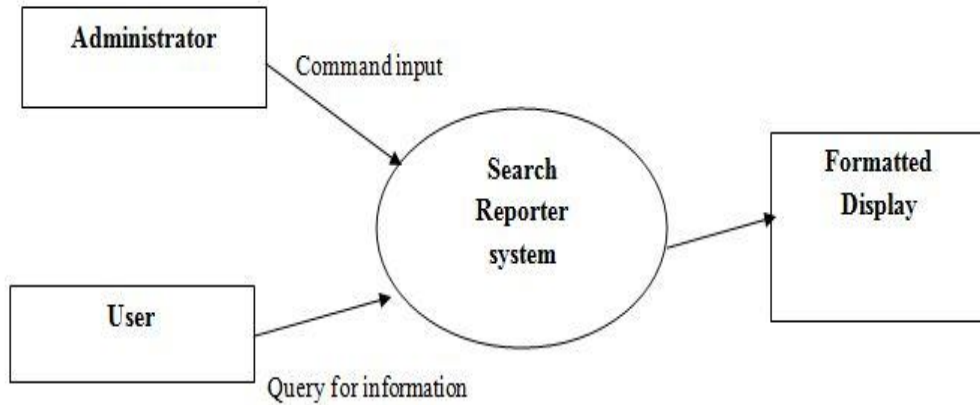 Administrator
Command input
Search
Reporter
system
Formatted
Display
User
Query for information